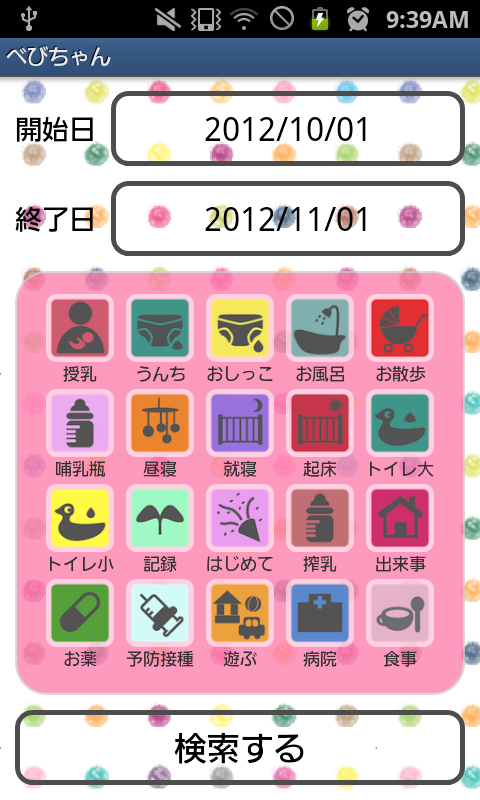 9:39AM
べびちゃん
開始日 2012/10/01
終了日 2012/11/01
授乳 うんち おしっこ お風呂 お散歩
哺乳瓶 昼寝 就寝 起床 トイレ大
トイレ小 記録 はじめて 搾乳 出来事
お薬 予防接種 遊ぶ 病院 食事
検索する